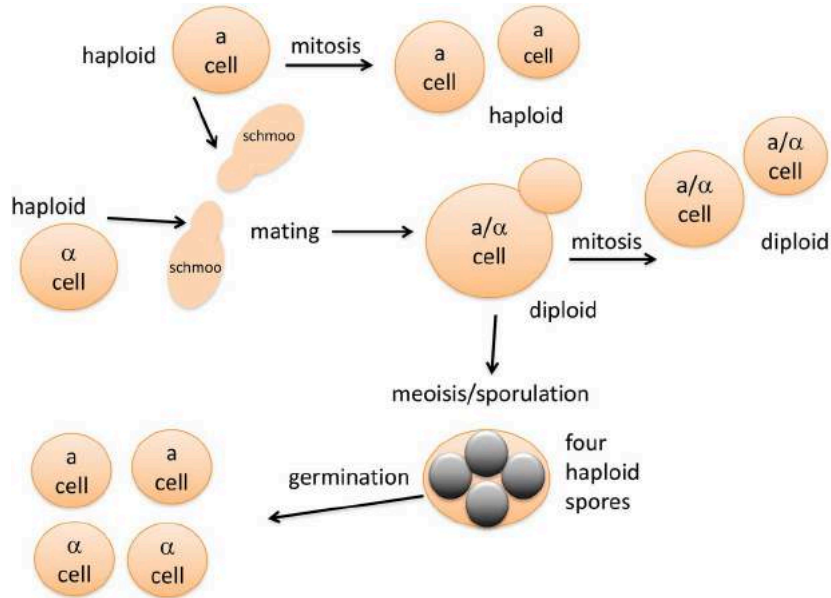 haploid
a
cell
mitosis
a
cell
a
cell
haploid
schmoo
haploid
α
cell
schmoo
mating
a/α
cell
diploid
mitosis
a/α
cell
a/α
cell
diploid
meoisis/sporulation
four
haploid
spores
germination
a
cell
a
cell
α
cell
α
cell